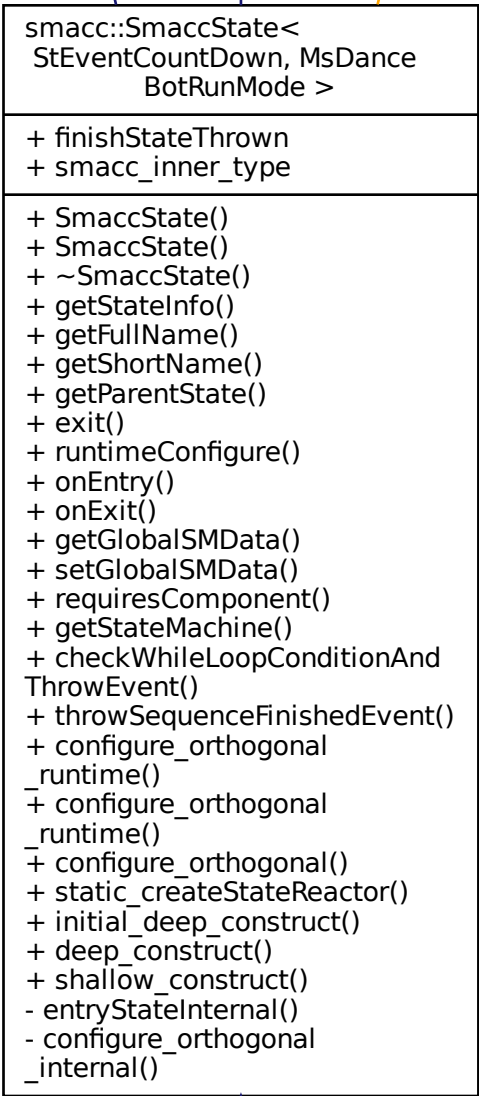 smacc::SmaccState<
StEventCountDown, MsDance
BotRunMode >
+ finishStateThrown
+ smacc_inner_type
+ SmaccState()
+ SmaccState()
+ ~SmaccState()
+ getStateInfo()
+ getFullName()
+ getShortName()
+ getParentState()
+ exit()
+ runtimeConfigure()
+ onEntry()
+ onExit()
+ getGlobalSMData()
+ setGlobalSMData()
+ requiresComponent()
+ getStateMachine()
+ checkWhileLoopConditionAnd
ThrowEvent()
+ throwSequenceFinishedEvent()
+ configure_orthogonal
_runtime()
+ configure_orthogonal
_runtime()
+ configure_orthogonal()
+ static_createStateReactor()
+ initial_deep_construct()
+ deep_construct()
+ shallow_construct()
- entryStateInternal()
- configure_orthogonal
_internal()